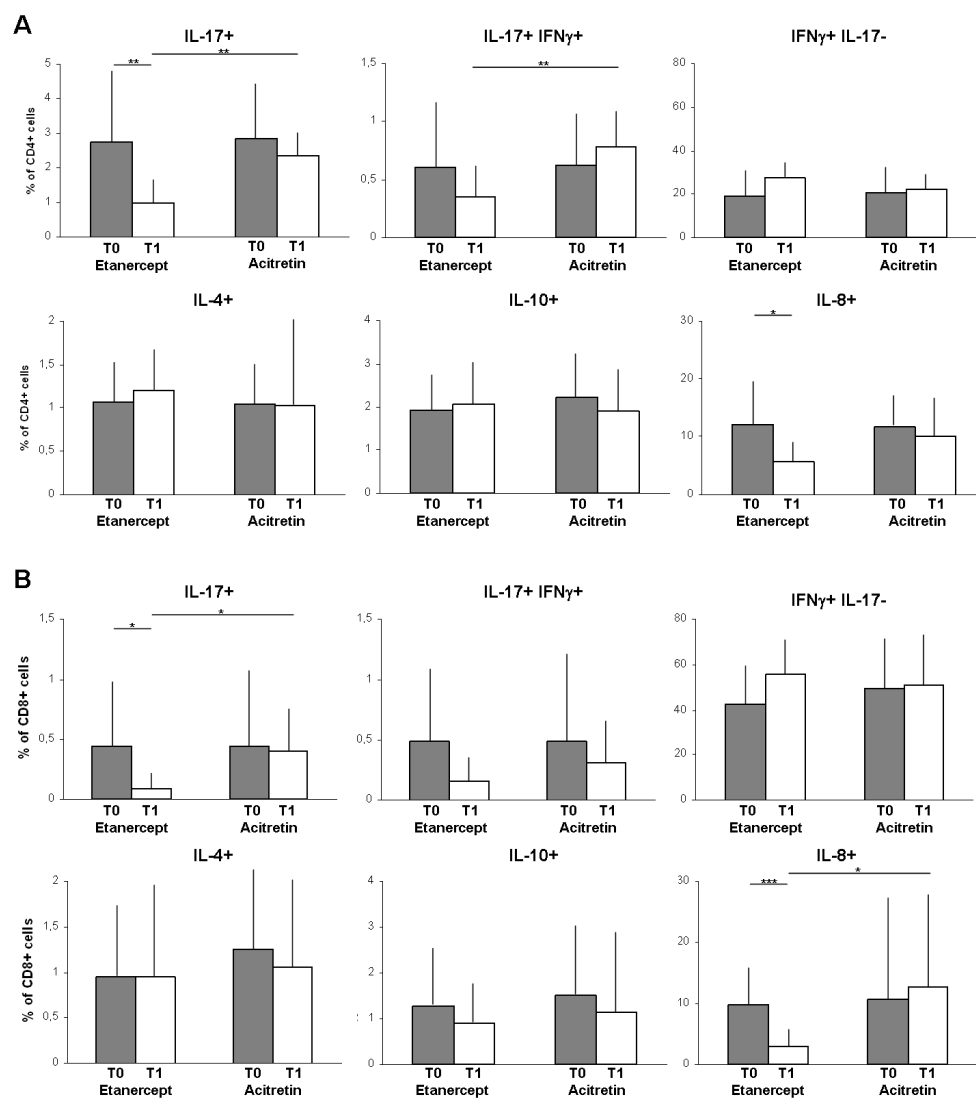 A
IL-17+
IL-17+ IFNγ+
IFNγ+ IL-17-
% of CD4+ cells
5
4
3
2
1
0
**
**
T0 T1 T0 T1
Etanercept Acitretin
1,5
1
0,5
0
**
T0 T1 T0 T1
Etanercept Acitretin
80
60
40
20
0
T0 T1 T0 T1
Etanercept Acitretin
IL-4+
IL-10+
IL-8+
% of CD4+ cells
2
1,5
1
0,5
0
T0 T1 T0 T1
Etanercept Acitretin
4
3
2
1
0
T0 T1 T0 T1
Etanercept Acitretin
30
20
10
0
*
T0 T1 T0 T1
Etanercept Acitretin
B
IL-17+
IL-17+ IFNγ+
IFNγ+ IL-17-
% of CD8+ cells
1,5
1
0,5
0
*
*
T0 T1 T0 T1
Etanercept Acitretin
1,5
1
0,5
0
T0 T1 T0 T1
Etanercept Acitretin
80
60
40
20
0
T0 T1 T0 T1
Etanercept Acitretin
IL-4+
IL-10+
IL-8+
% of CD8+ cells
2
1,5
1
0,5
0
T0 T1 T0 T1
Etanercept Acitretin
4
3
2
1
0
T0 T1 T0 T1
Etanercept Acitretin
30
20
10
0
***
*
T0 T1 T0 T1
Etanercept Acitretin